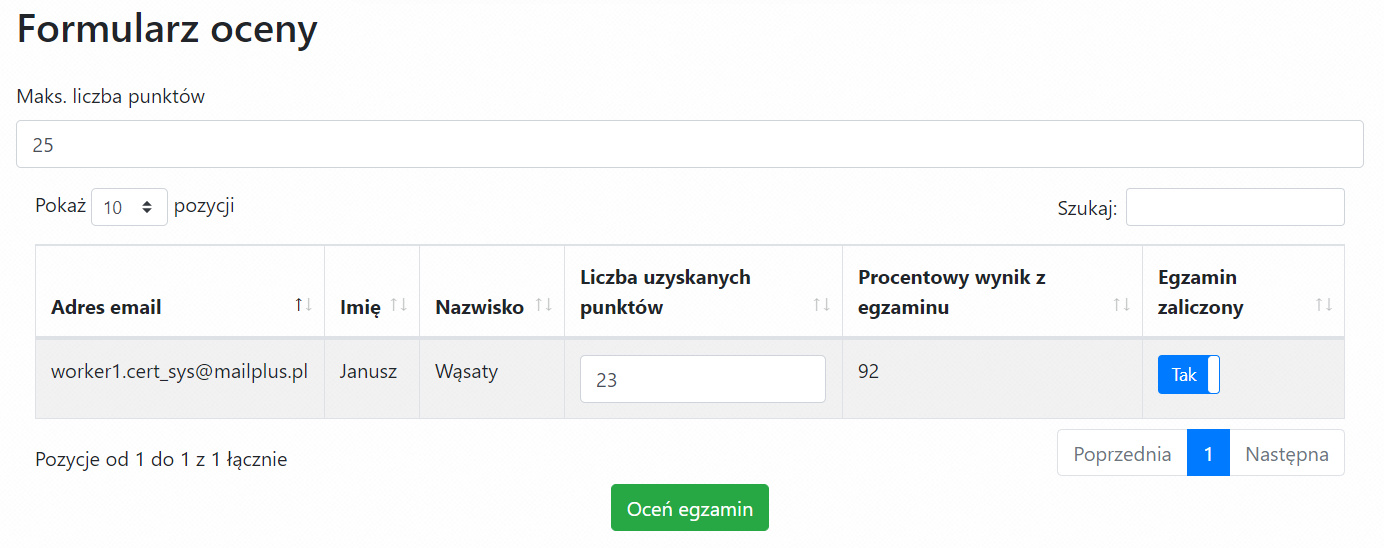 Formularz oceny
Maks. liczba punktów
25
Pokaż 10 pozycji
Szukaj:
Adres email
Imię
Nazwisko
Liczba uzyskanych
punktów
Procentowy wynik z
egzaminu
Egzamin
zaliczony
worker1.cert_sys@mailplus.pl
Janusz
Wąsaty
23
92
Tak
Pozycje od 1 do 1 z 1 łącznie
Poprzednia 1 Następna
Oceń egzamin